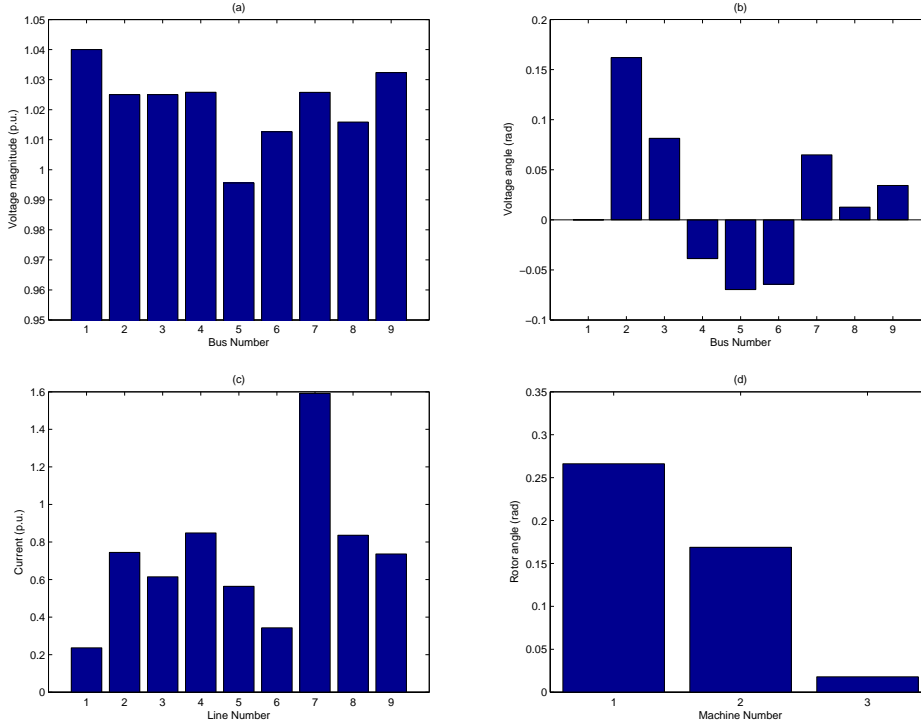 (a)
1.05
1.04
1.03
1.02
1.01
1
0.99
0.98
0.97
0.96
0.95
Voltage magnitude (p.u.)
1 2 3 4 5 6 7 8 9
Bus Number
(b)
0.2
0.15
0.1
0.05
0
−0.05
−0.1
Voltage angle (rad)
1 2 3 4 5 6 7 8 9
Bus Number
(c)
1.6
1.4
1.2
1
0.8
0.6
0.4
0.2
0
Current (p.u.)
1 2 3 4 5 6 7 8 9
Line Number
(d)
0.35
0.3
0.25
0.2
0.15
0.1
0.05
0
Rotor angle (rad)
1 2 3
Machine Number